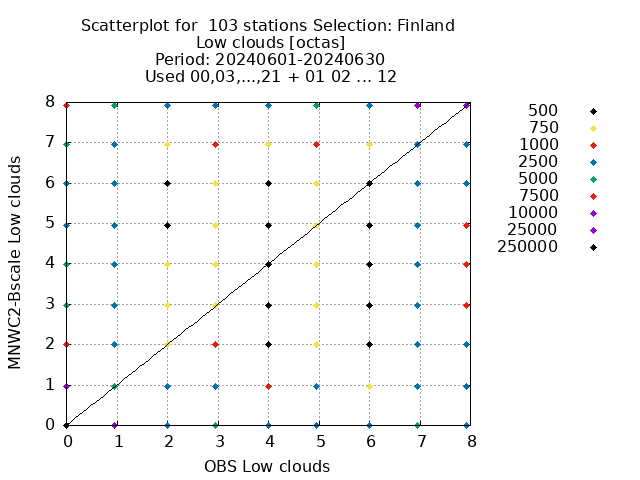 Scatterplot for  103 stations Selection: Finland
Low clouds [octas]
Period: 20240601-20240630
Used 00,03,...,21 + 01 02 ... 12
8
7
6
5
4
3
2
1
0
MNWC2-Bscale Low clouds
0 1 2 3 4 5 6 7 8
OBS Low clouds
500
750
1000
2500
5000
7500
10000
25000
250000